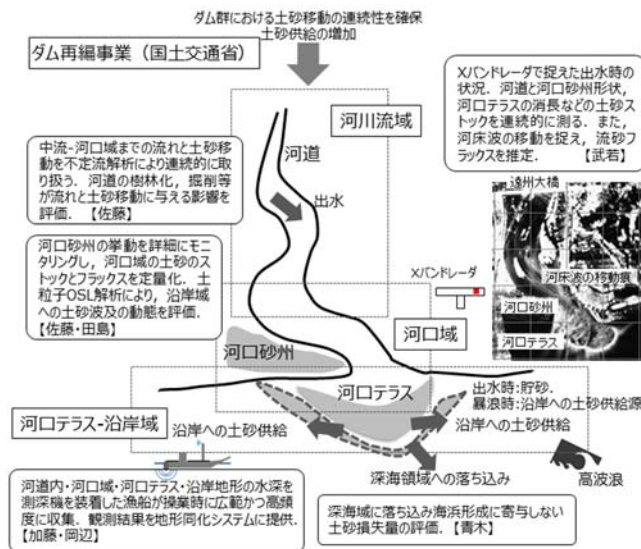 ダム群における土砂移動の連続性を確保
土砂供給の増加
ダム再編事業（国土交通省）
Xバンドレーダで捉えた出水時の
状況．河道と河口砂州形状，
河口テラスの消長などの土砂ス
トックを連続的に測る．また，
河床波の移動を捉え，流砂フ
ラックスを推定．【武若】
河川流域
河道
出水
中流-河口域までの流れと土砂移
動を不定流解析により連続的に取
り扱う．河道の樹林化，掘削等
が流れと土砂移動に与える影響を
評価．【佐藤】
遠州大橋
河床波の移動痕
河口砂州
河口テラス
河口砂州の挙動を詳細にモニ
タリングし，河口域の土砂のス
トックとフラックスを定量化．土
粒子OSL解析により，沿岸域
への土砂波及の動態を評価．
【佐藤・田島】
Xバンドレーダ
河口域
河口砂州
河口テラス
出水時：貯砂．
暴浪時：沿岸への土砂供給源
河口テラス-沿岸域
沿岸への土砂供給
沿岸への土砂供給
深海領域への落ち込み
高波浪
河道内・河口域・河口テラス・沿岸地形の水深を
測深機を装着した漁船が操業時に広範かつ高頻
度に収集．観測結果を地形同化システムに提供．
【加藤・岡辺】
深海域に落ち込み海浜形成に寄与しない
土砂損失量の評価．【青木】